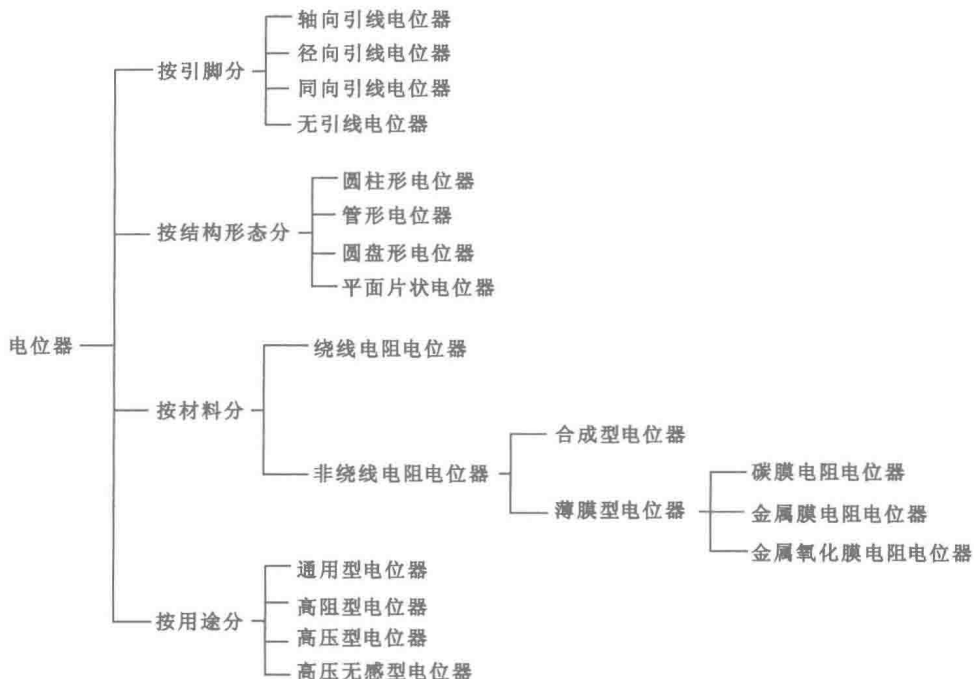 电位器
按引脚分
轴向引线电位器
径向引线电位器
同向引线电位器
无引线电位器
按结构形态分
圆柱形电位器
管形电位器
圆盘形电位器
平面片状电位器
按材料分
绕线电阻电位器
非绕线电阻电位器
合成型电位器
薄膜型电位器
碳膜电阻电位器
金属膜电阻电位器
金属氧化膜电阻电位器
按用途分
通用型电位器
高阻型电位器
高压型电位器
高压无感型电位器